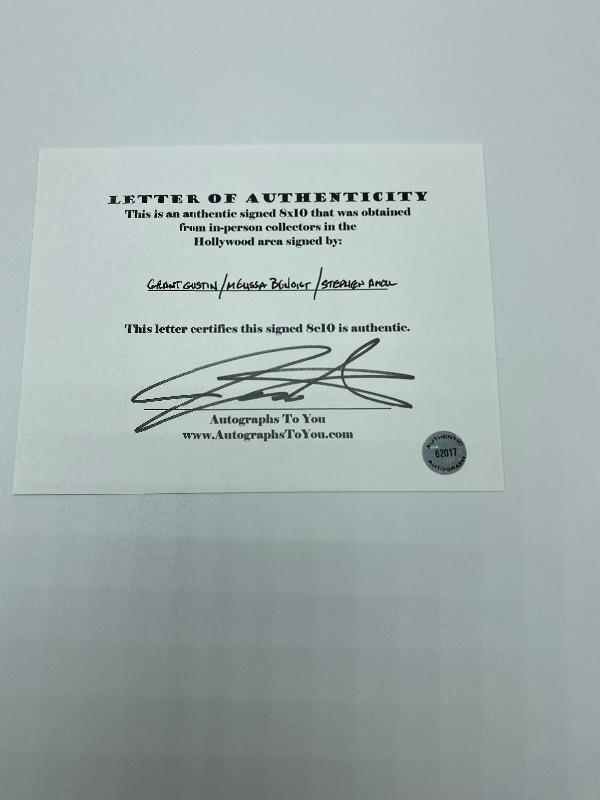 LETTER OF AUTHENTICITY
This is an authentic signed 8x10 that was obtained
from in-person collectors in the
Hollywood area signed by:
GRANT GUSTIN/MELISSA BENOIST/STEPHEN AMELL
This letter certifies this signed 8c10 is authentic.
Autographs To You
www.AutographsToYou.com
AUTHENTIC
62017
AUTOGRAPHS